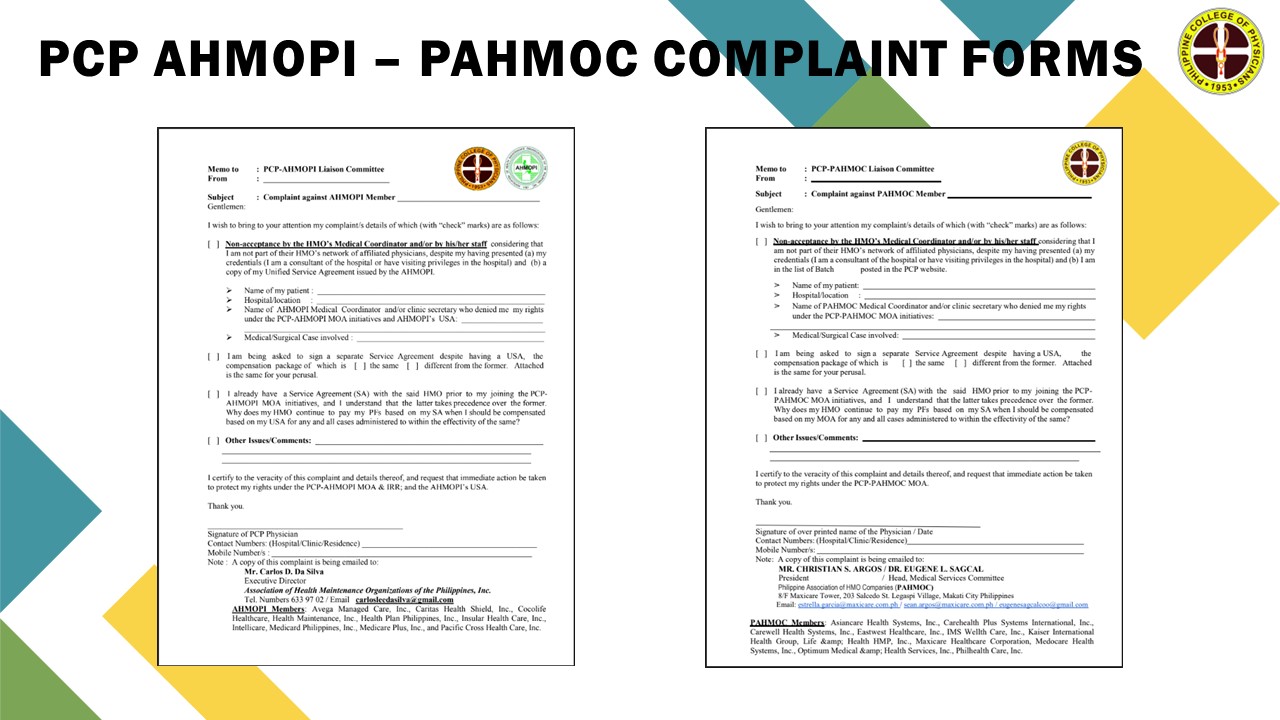 PCP AHMOPI – PAHMOC COMPLAINT FORMS
PHILIPPINE COLLEGE OF PHYSICIANS
• 1953 •
AHMOPI
Memo to : PCP-AHMOPI Liaison Committee
From : ____
Subject : Complaint against AHMOPI Member ____
Gentlemen:
I wish to bring to your attention my complaint/s details of which (with “check” marks) are as follows:
[ ] Non-acceptance by the HMO’s Medical Coordinator and/or by his/her staff considering that
I am not part of their HMO’s network of affiliated physicians, despite my having presented (a) my
credentials (I am a consultant of the hospital or have visiting privileges in the hospital) and (b) a
copy of my Unified Service Agreement issued by the AHMOPI.
➢ Name of my patient : ____
➢ Hospital/location : ____
➢ Name of AHMOPI Medical Coordinator and/or clinic secretary who denied me my rights
under the PCP-AHMOPI MOA initiatives and AHMOPI’s USA: ____
➢ Medical/Surgical Case involved : ____
[ ] I am being asked to sign a separate Service Agreement despite having a USA, the
compensation package of which is [ ] the same [ ] different from the former. Attached
is the same for your perusal.
[ ] I already have a Service Agreement (SA) with the said HMO prior to my joining the PCP-
AHMOPI MOA initiatives, and I understand that the latter takes precedence over the former.
Why does my HMO continue to pay my PFs based on my SA when I should be compensated
based on my USA for any and all cases administered to within the effectivity of the same?
[ ] Other Issues/Comments: ____
I certify to the veracity of this complaint and details thereof, and request that immediate action be taken
to protect my rights under the PCP-AHMOPI MOA & IRR; and the AHMOPI’s USA.
Thank you.
Signature of PCP Physician
Contact Numbers: (Hospital/Clinic/Residence) ____
Mobile Number/s : ____
Note : A copy of this complaint is being emailed to:
Mr. Carlos D. Da Silva
Executive Director
Association of Health Maintenance Organizations of the Philippines, Inc.
Tel. Numbers 633 97 02 / Email carloslecdasilva@gmail.com
AHMOPI Members: Avega Managed Care, Inc., Caritas Health Shield, Inc., Cocolife
Healthcare, Health Maintenance, Inc., Health Plan Philippines, Inc., Insular Health Care, Inc.,
Intellicare, Medicard Philippines, Inc., Medicare Plus, Inc., and Pacific Cross Health Care, Inc.
Memo to : PCP-PAHMOC Liaison Committee
From : ____
Subject : Complaint against PAHMOC Member ____
Gentlemen:
I wish to bring to your attention my complaint/s details of which (with “check” marks) are as follows:
[ ] Non-acceptance by the HMO’s Medical Coordinator and/or by his/her staff considering that I
am not part of their HMO’s network of affiliated physicians, despite my having presented (a) my
credentials (I am a consultant of the hospital or have visiting privileges in the hospital) and (b) I am
in the list of Batch posted in the PCP website.
➢ Name of my patient: ____
➢ Hospital/location : ____
➢ Name of PAHMOC Medical Coordinator and/or clinic secretary who denied me my rights
under the PCP-PAHMOC MOA initiatives: ____
➢ Medical/Surgical Case involved: ____
[ ] I am being asked to sign a separate Service Agreement despite having a USA, the
compensation package of which is [ ] the same [ ] different from the former. Attached
is the same for your perusal.
[ ] I already have a Service Agreement (SA) with the said HMO prior to my joining the PCP-
PAHMOC MOA initiatives, and I understand that the latter takes precedence over the former.
Why does my HMO continue to pay my PFs based on my SA when I should be compensated
based on my MOA for any and all cases administered to within the effectivity of the same?
[ ] Other Issues/Comments: ____
I certify to the veracity of this complaint and details thereof, and request that immediate action be taken
to protect my rights under the PCP-PAHMOC MOA.
Thank you.
Signature of over printed name of the Physician / Date
Contact Numbers: (Hospital/Clinic/Residence)____
Mobile Number/s: ____
Note: A copy of this complaint is being emailed to:
MR. CHRISTIAN S. ARGOS / DR. EUGENE L. SAGCAL
President / Head, Medical Services Committee
Philippine Association of HMO Companies (PAHMOC)
8/F Maxicare Tower, 203 Salcedo St. Legaspi Village, Makati City Philippines
Email: estrella.garcia@maxicare.com.ph / sean.argos@maxicare.com.ph / eugenesagcalcoo@gmail.com
PAHMOC Members: Asiancare Health Systems, Inc., Carehealth Plus Systems International, Inc.,
Carewell Health Systems, Inc., Eastwest Healthcare, Inc., IMS Wellth Care, Inc., Kaiser International
Health Group, Life &amp; Health HMP, Inc., Maxicare Healthcare Corporation, Medocare Health
Systems, Inc., Optimum Medical &amp; Health Services, Inc., Philhealth Care, Inc.